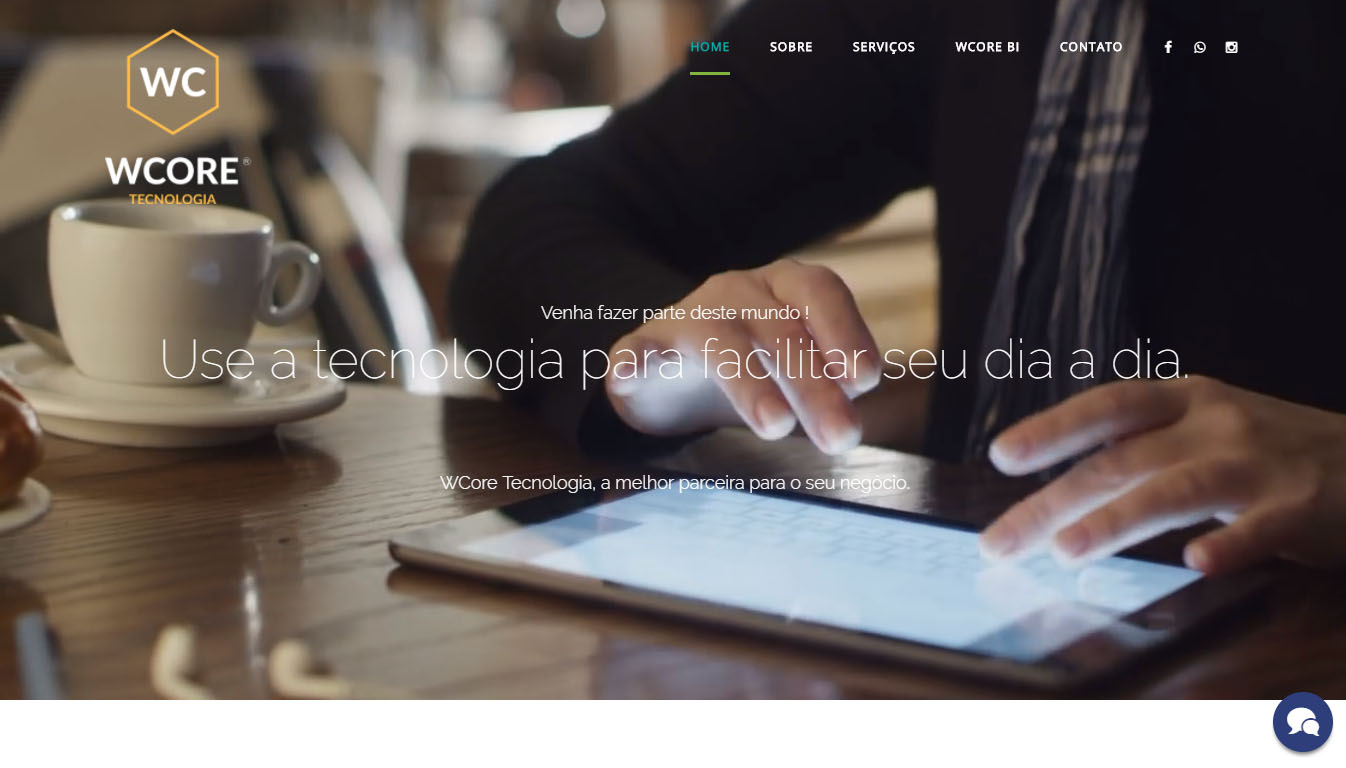 WC
WCORE®
TECNOLOGIA
HOME SOBRE SERVIÇOS WCORE BI CONTATO
Venha fazer parte deste mundo !
Use a tecnologia para facilitar seu dia a dia.
WCore Tecnologia, a melhor parceira para o seu negócio.